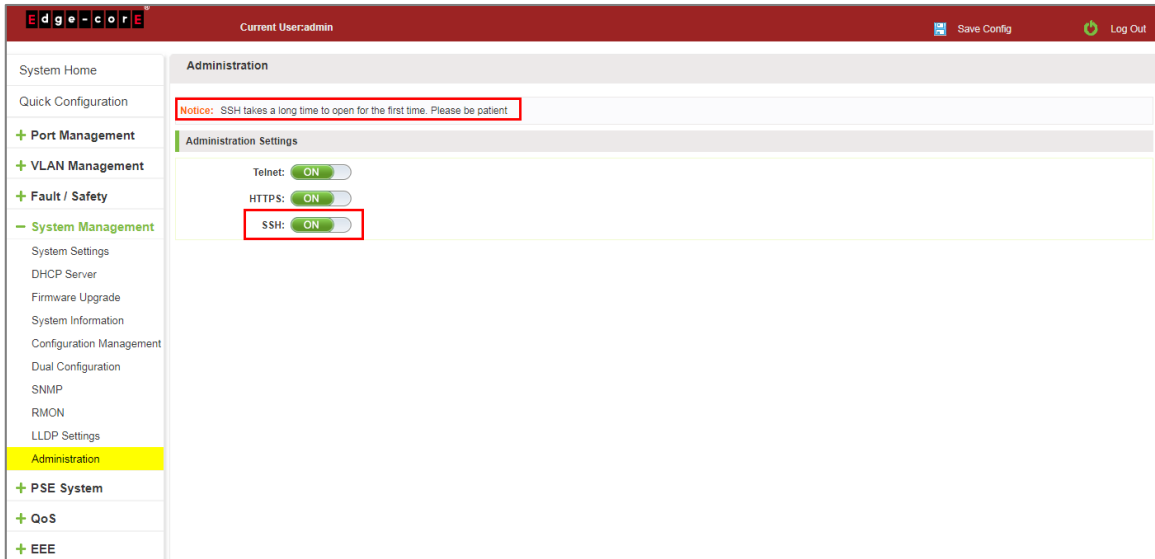 Edge-corE®
Current User:admin
Save Config
Log Out
System Home
Quick Configuration
+ Port Management
+ VLAN Management
+ Fault / Safety
− System Management
System Settings
DHCP Server
Firmware Upgrade
System Information
Configuration Management
Dual Configuration
SNMP
RMON
LLDP Settings
Administration
+ PSE System
+ QoS
+ EEE
Administration
Notice: SSH takes a long time to open for the first time. Please be patient
Administration Settings
Telnet: ON
HTTPS: ON
SSH: ON